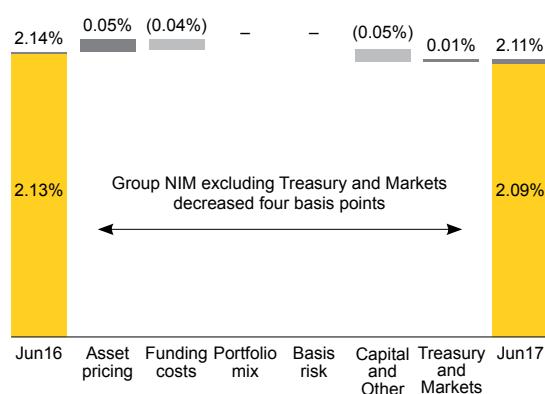 2.14%
0.05%
(0.04%)
–
–
(0.05%)
0.01%
2.11%
2.13%
Group NIM excluding Treasury and Markets
decreased four basis points
2.09%
Jun16
Asset
pricing
Funding
costs
Portfolio
mix
Basis
risk
Capital
and
Other
Treasury
and
Markets
Jun17